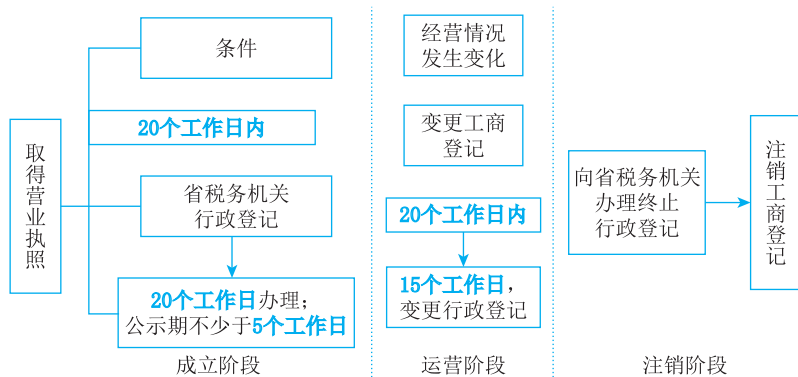 取得营业执照
条件
20个工作日内
省税务机关
行政登记
20个工作日办理；
公示期不少于5个工作日
成立阶段
经营情况
发生变化
变更工商
登记
20个工作日内
15个工作日，
变更行政登记
运营阶段
向省税务机关
办理终止
行政登记
注销工商登记
注销阶段